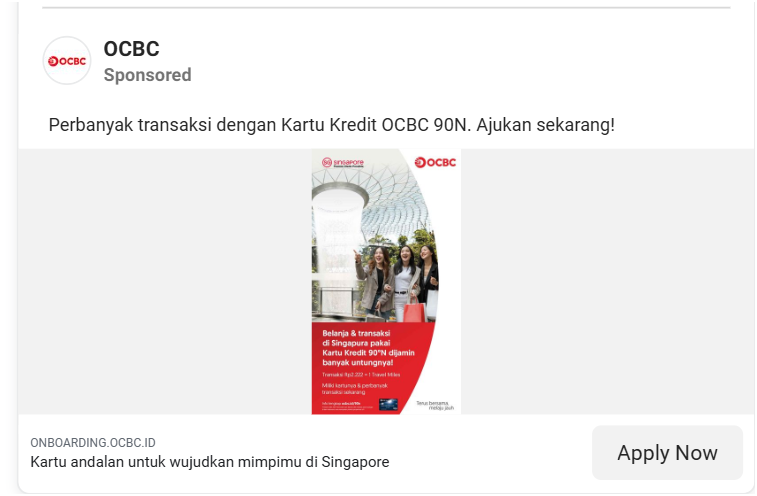 OCBC
OCBC
Sponsored
Perbanyak transaksi dengan Kartu Kredit OCBC 90N. Ajukan sekarang!
SG SINGAPORE
OCBC
Belanja & transaksi
di Singapura pakai
Kartu Kredit 90°N dijamin
banyak untungnya!
Transaksi Rp2.222 = 1 Travel Miles
Miliki kartunya & perbanyak
transaksi sekarang
Terus bersama,
melaju jauh
ONBOARDING.OCBC.ID
Kartu andalan untuk wujudkan mimpimu di Singapore
Apply Now